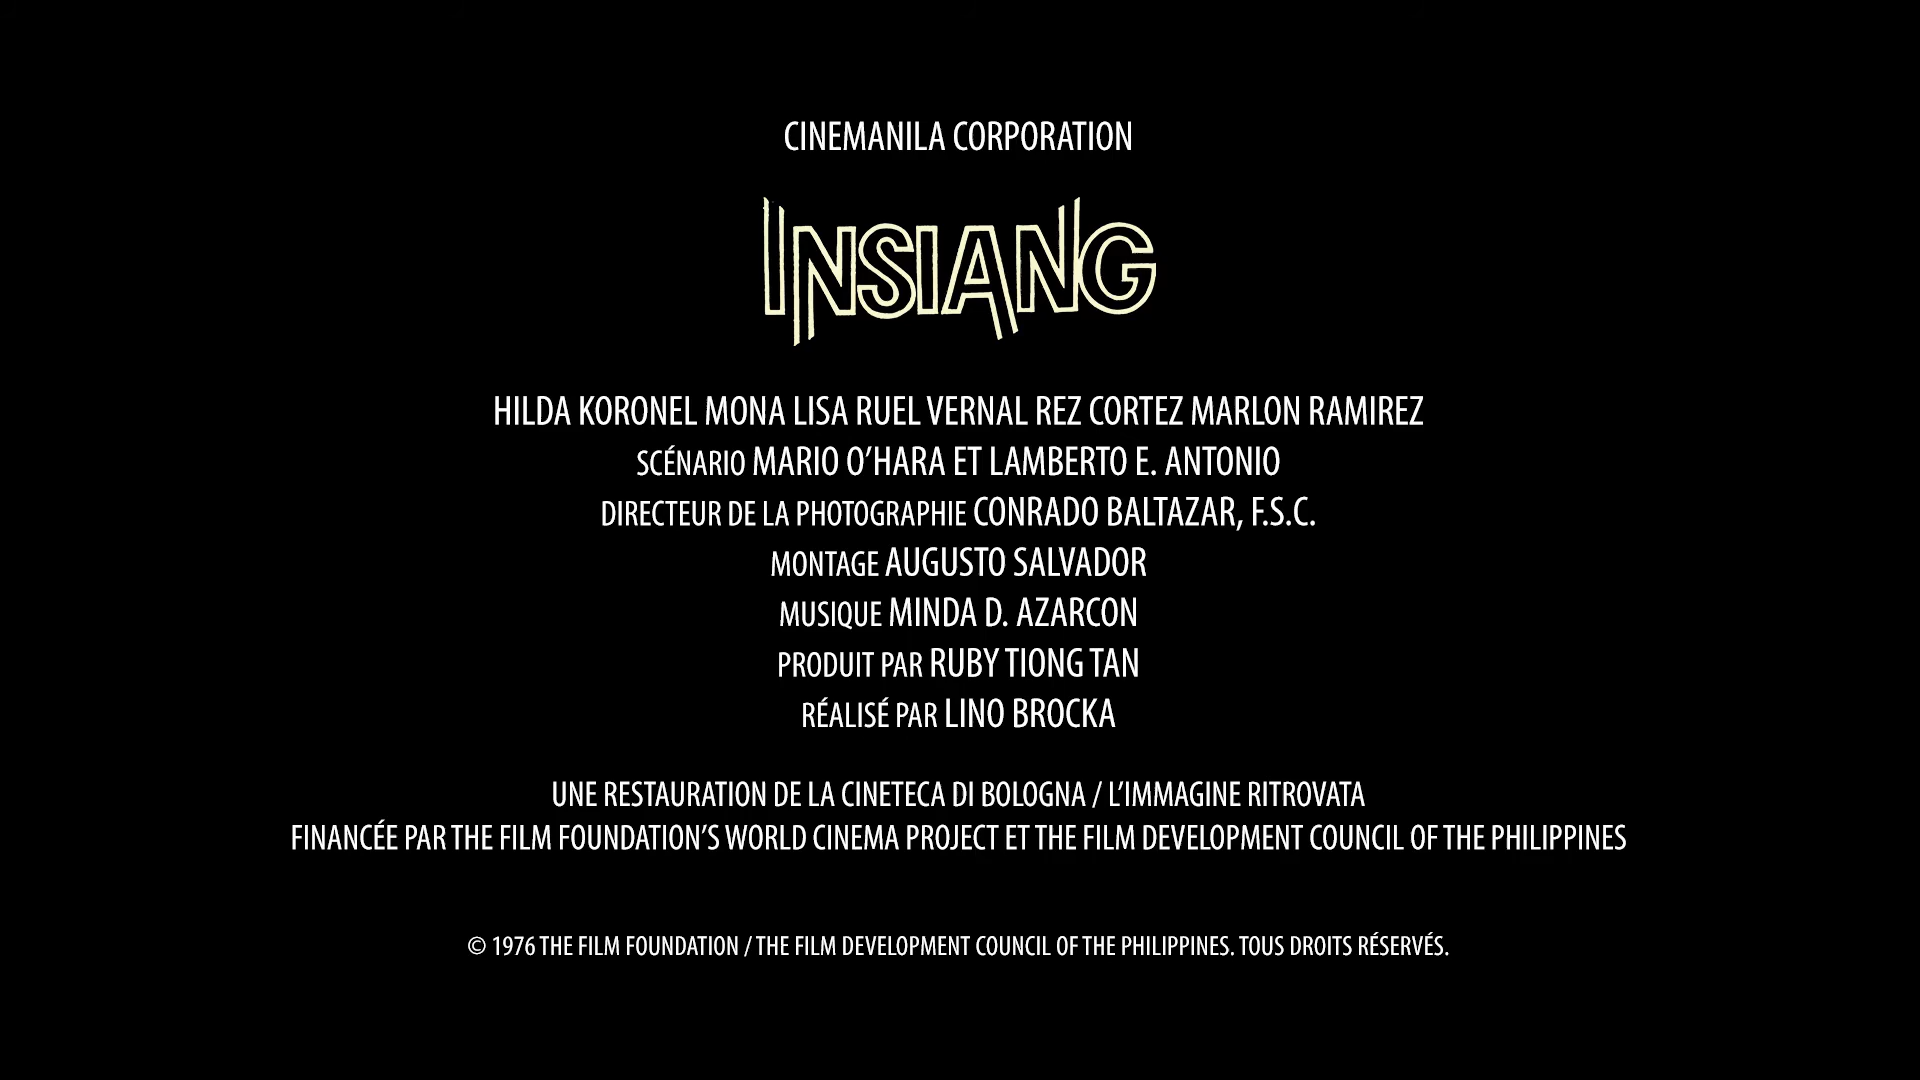 CINEMANILA CORPORATION
INSIANG
HILDA KORONEL MONA LISA RUEL VERNAL REZ CORTEZ MARLON RAMIREZ
SCÉNARIO MARIO O’HARA ET LAMBERTO E. ANTONIO
DIRECTEUR DE LA PHOTOGRAPHIE CONRADO BALTAZAR, F.S.C.
MONTAGE AUGUSTO SALVADOR
MUSIQUE MINDA D. AZARCON
PRODUIT PAR RUBY TIONG TAN
RÉALISÉ PAR LINO BROCKA
UNE RESTAURATION DE LA CINETECA DI BOLOGNA / L’IMMAGINE RITROVATA
FINANCÉE PAR THE FILM FOUNDATION’S WORLD CINEMA PROJECT ET THE FILM DEVELOPMENT COUNCIL OF THE PHILIPPINES
© 1976 THE FILM FOUNDATION / THE FILM DEVELOPMENT COUNCIL OF THE PHILIPPINES. TOUS DROITS RÉSERVÉS.